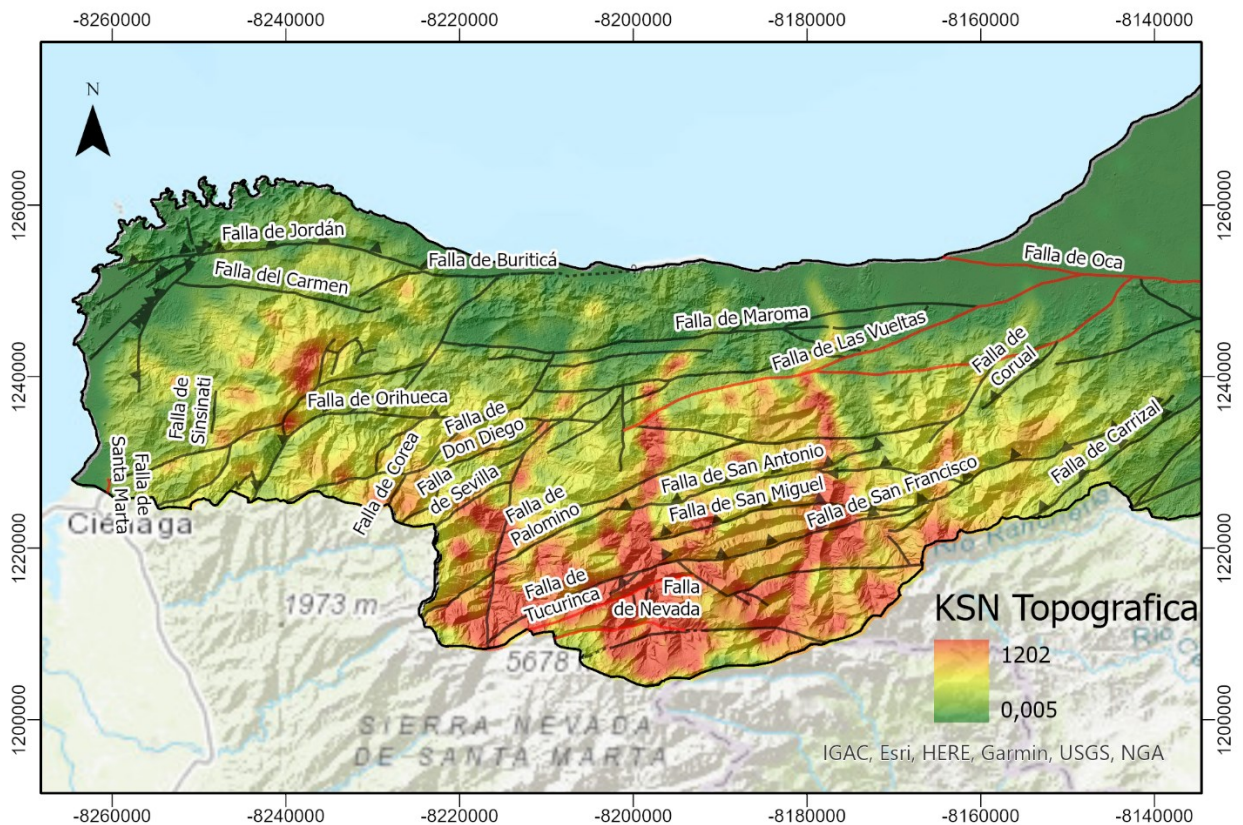 -8260000 -8240000 -8220000 -8200000 -8180000 -8160000 -8140000
N
1260000
1260000
Falla de Jordán
Falla de Buriticá
Falla de Oca
Falla del Carmen
Falla de Maroma
Falla de Las Vueltas
Falla de
Corual
1240000
1240000
Falla de
Sinsinati
Falla de Orihueca
Falla de
Don Diego
Falla de Carrizal
Falla de
Santa Marta
Falla de Corea
Falla
de Sevilla
Falla de San Antonio
Falla de San Miguel
Falla de San Francisco
Falla de
Palomino
Ciénaga
1220000
1220000
Falla de
Tucurinca
Falla
de Nevada
1973 m
5678
SIERRA NEVADA
DE SANTA MARTA
KSN Topografica
1202
0,005
1200000
1200000
IGAC, Esri, HERE, Garmin, USGS, NGA
-8260000 -8240000 -8220000 -8200000 -8180000 -8160000 -8140000